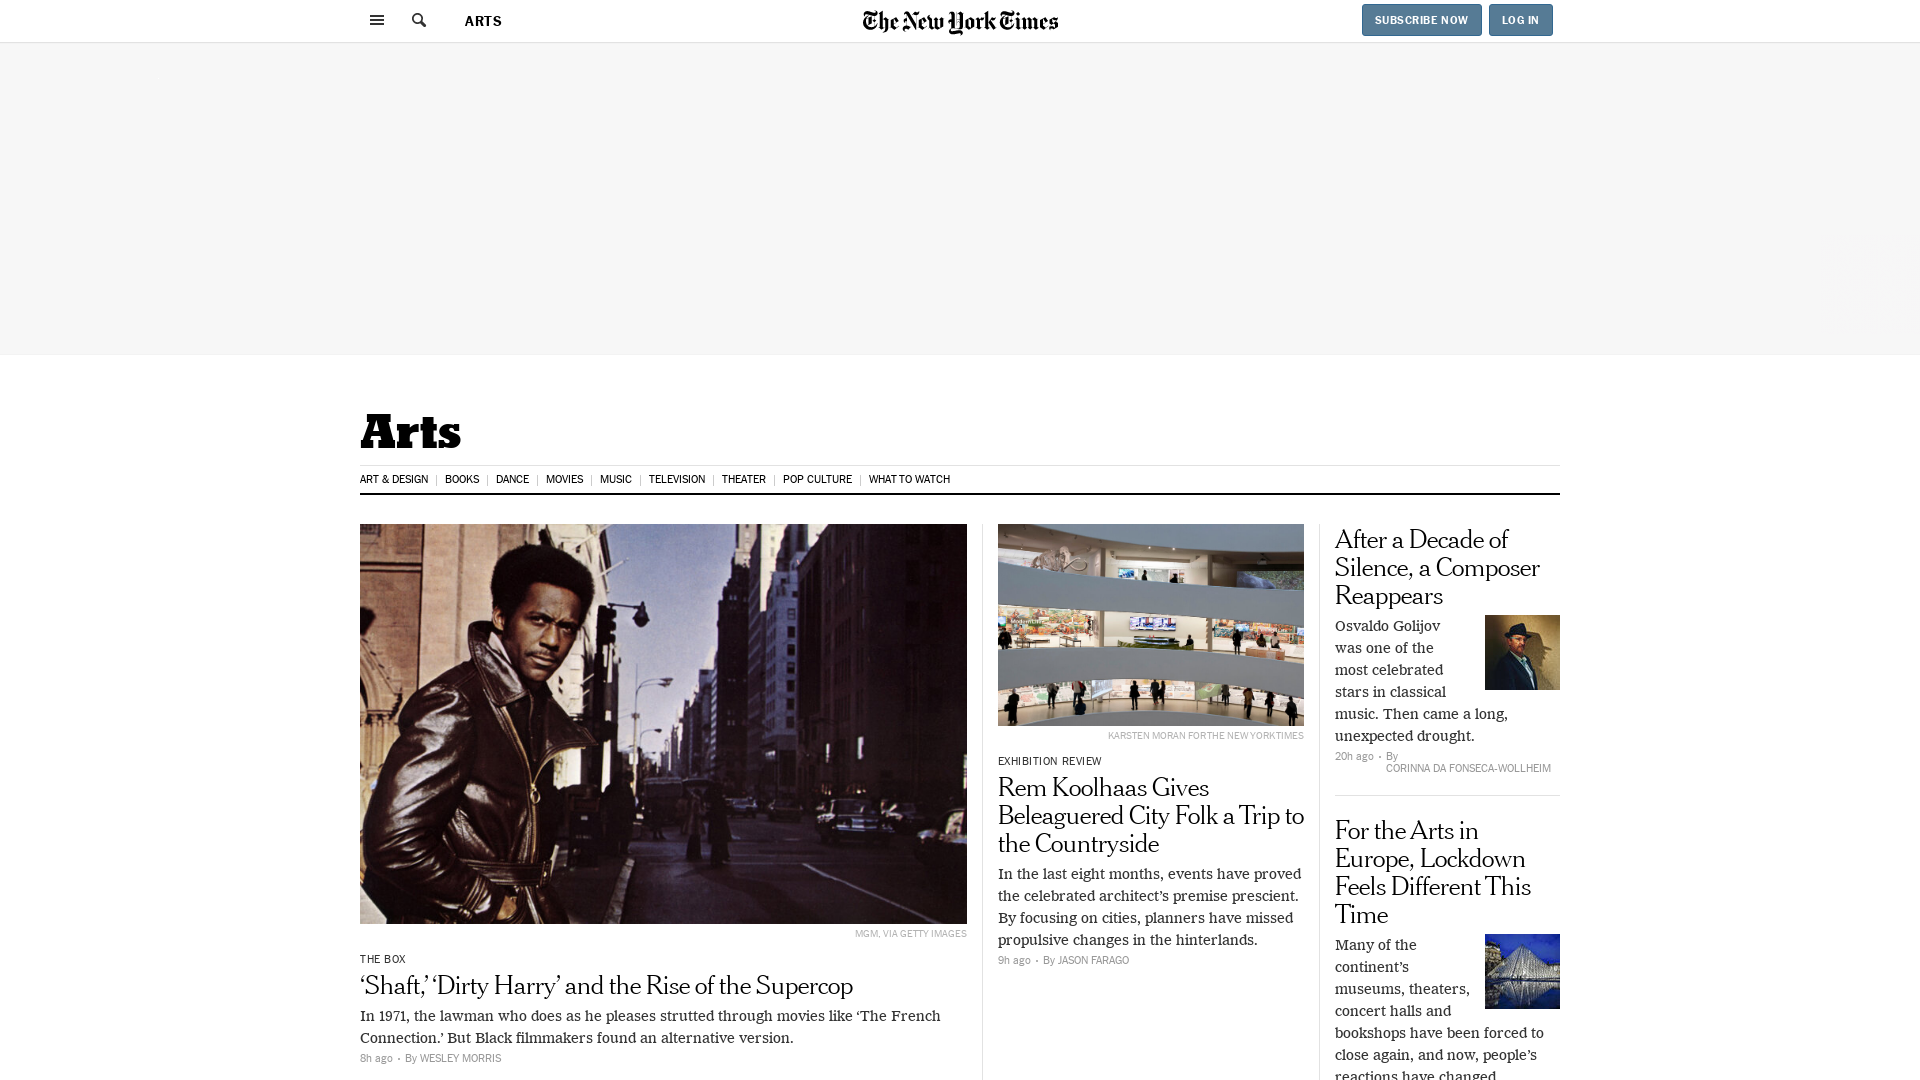 ARTS
The New York Times
SUBSCRIBE NOW
LOG IN
Arts
ART & DESIGN
BOOKS
DANCE
MOVIES
MUSIC
TELEVISION
THEATER
POP CULTURE
WHAT TO WATCH
MGM, VIA GETTY IMAGES
THE BOX
‘Shaft,’ ‘Dirty Harry’ and the Rise of the Supercop
In 1971, the lawman who does as he pleases strutted through movies like ‘The French
Connection.’ But Black filmmakers found an alternative version.
8h ago • By WESLEY MORRIS
KARSTEN MORAN FOR THE NEW YORK TIMES
EXHIBITION REVIEW
Rem Koolhaas Gives
Beleaguered City Folk a Trip to
the Countryside
In the last eight months, events have proved
the celebrated architect’s premise prescient.
By focusing on cities, planners have missed
propulsive changes in the hinterlands.
9h ago • By JASON FARAGO
After a Decade of
Silence, a Composer
Reappears
Osvaldo Golijov
was one of the
most celebrated
stars in classical
music. Then came a long,
unexpected drought.
20h ago • By
CORINNA DA FONSECA-WOLLHEIM
For the Arts in
Europe, Lockdown
Feels Different This
Time
Many of the
continent’s
museums, theaters,
concert halls and
bookshops have been forced to
close again, and now, people’s
reactions have changed